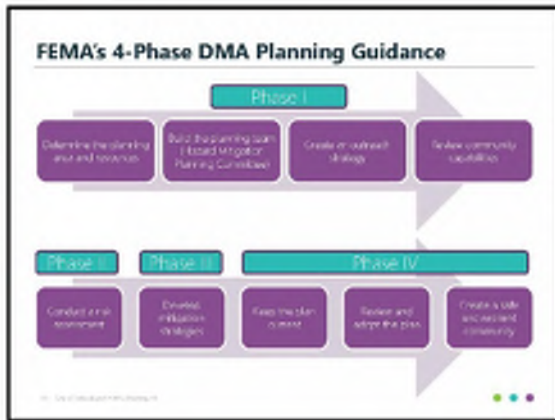 FEMA's 4-Phase DMA Planning Guidance
Phase I
Determine the planning
area and resources
Build the planning team
(Hazard Mitigation
Planning Committee)
Create an outreach
strategy
Review community
capabilities
Phase II
Phase III
Phase IV
Conduct a risk
assessment
Develop
mitigation
strategies
Keep the plan
current
Review and
adopt the plan
Create a safe
and resilient
community